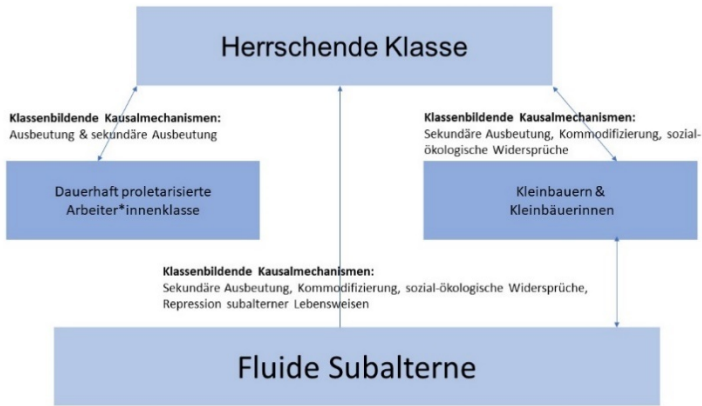 Herrschende Klasse
Klassenbildende Kausalmechanismen:
Ausbeutung & sekundäre Ausbeutung
Klassenbildende Kausalmechanismen:
Sekundäre Ausbeutung, Kommodifizierung, sozial-
ökologische Widersprüche
Dauerhaft proletarisierte
Arbeiter*innenklasse
Kleinbauern &
Kleinbäuerinnen
Klassenbildende Kausalmechanismen:
Sekundäre Ausbeutung, Kommodifizierung, sozial-ökologische Widersprüche,
Repression subalterner Lebensweisen
Fluide Subalterne